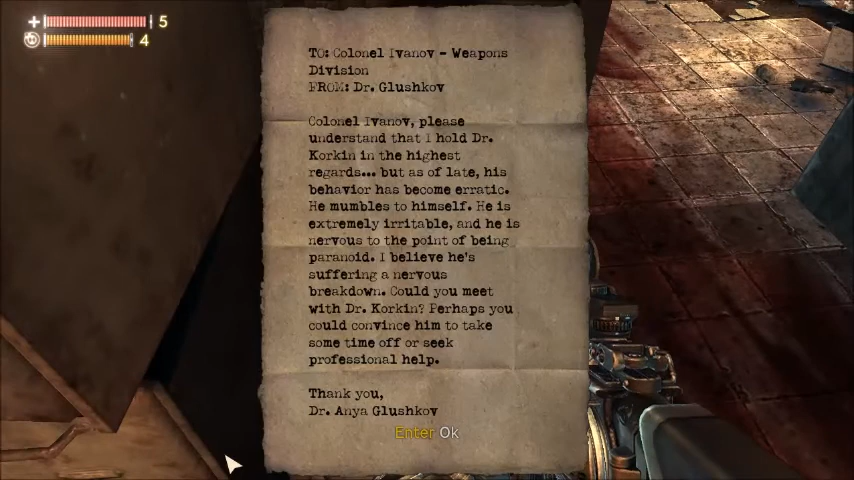 5
4
TO: Colonel Ivanov - Weapons
Division
FROM: Dr. Glushkov
Colonel Ivanov, please
understand that I hold Dr.
Korkin in the highest
regards... but as of late, his
behavior has become erratic.
He mumbles to himself. He is
extremely irritable, and he is
nervous to the point of being
paranoid. I believe he's
suffering a nervous
breakdown. Could you meet
with Dr. Korkin? Perhaps you
could convince him to take
some time off or seek
professional help.
Thank you,
Dr. Anya Glushkov
Enter Ok